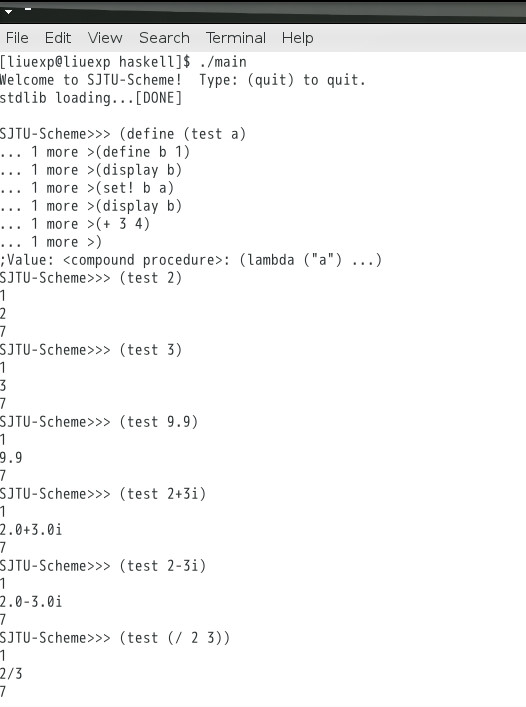 File Edit View Search Terminal Help
[liuexp@liuexp haskell]$ ./main
Welcome to SJTU-Scheme!  Type: (quit) to quit.
stdlib loading...[DONE]
SJTU-Scheme>>> (define (test a)
... 1 more >(define b 1)
... 1 more >(display b)
... 1 more >(set! b a)
... 1 more >(display b)
... 1 more >(+ 3 4)
... 1 more >)
;Value: <compound procedure>: (lambda ("a") ...)
SJTU-Scheme>>> (test 2)
1
2
7
SJTU-Scheme>>> (test 3)
1
3
7
SJTU-Scheme>>> (test 9.9)
1
9.9
7
SJTU-Scheme>>> (test 2+3i)
1
2.0+3.0i
7
SJTU-Scheme>>> (test 2-3i)
1
2.0-3.0i
7
SJTU-Scheme>>> (test (/ 2 3))
1
2/3
7